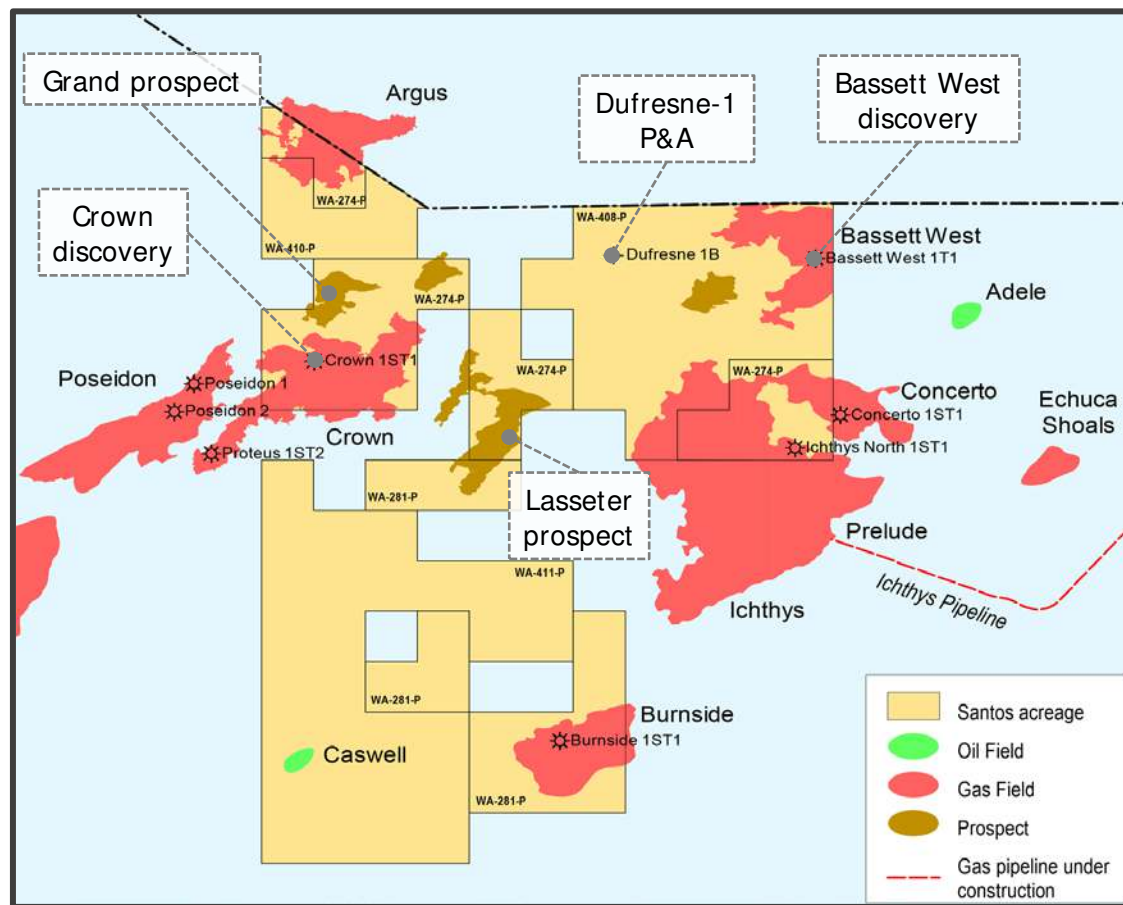 Grand prospect
Argus
Dufresne-1
P&A
Bassett West
discovery
Crown
discovery
WA-274-P
WA-410-P
WA-408-P
Dufresne 1B
Bassett West
Bassett West 1T1
WA-274-P
Adele
Crown 1ST1
Poseidon
Poseidon 1
Poseidon 2
WA-274-P
WA-274-P
Concerto
Concerto 1ST1
Echuca
Shoals
Crown
Proteus 1ST2
Ichthys North 1ST1
WA-281-P
Lasseter
prospect
Prelude
WA-411-P
Ichthys
Ichthys Pipeline
WA-281-P
Burnside
Burnside 1ST1
Caswell
WA-281-P
Santos acreage
Oil Field
Gas Field
Prospect
Gas pipeline under
construction